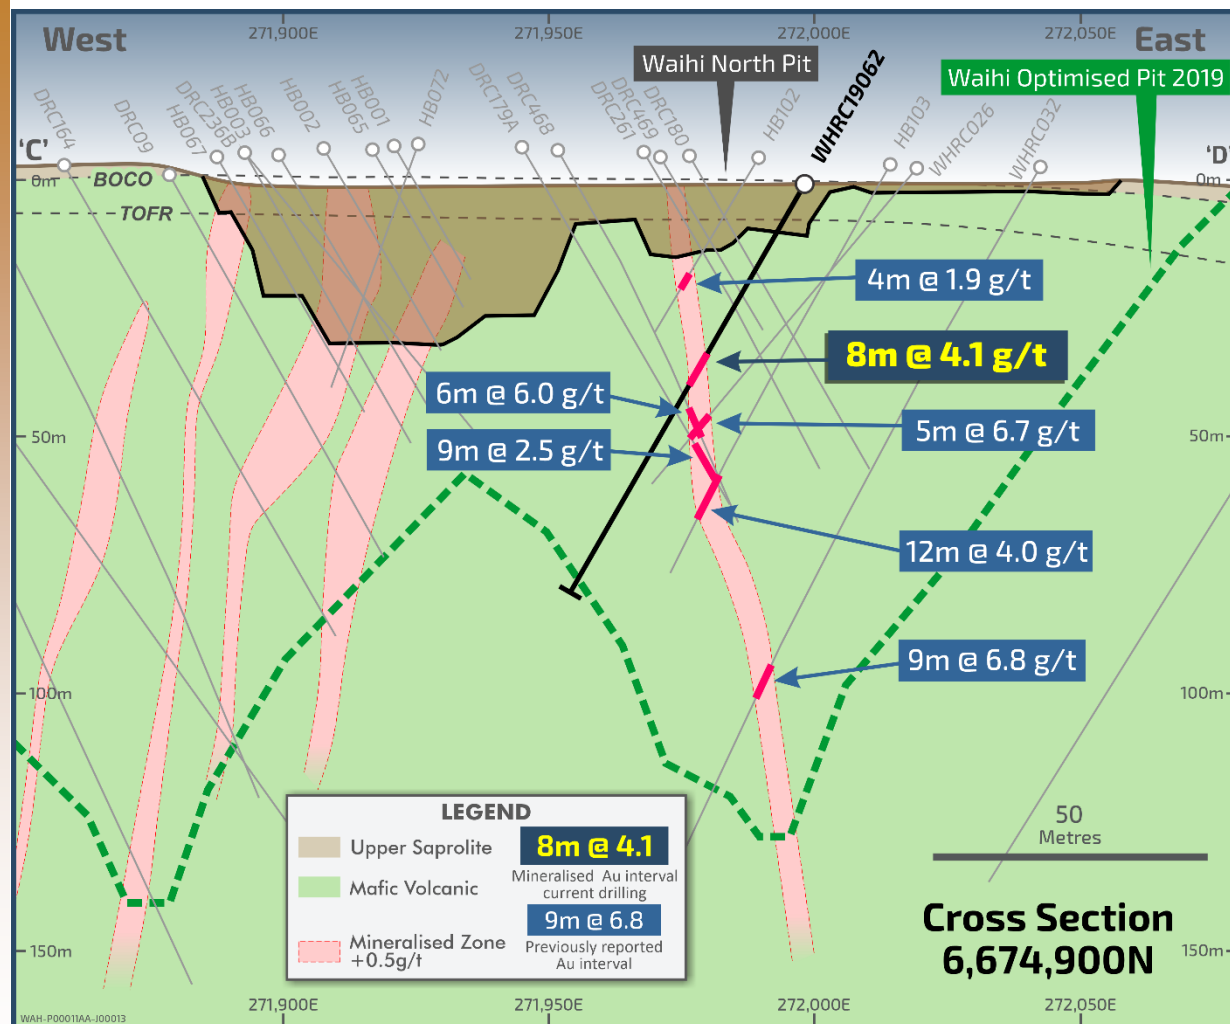 West
271,900E
271,950E
272,000E
272,050E
East
Waihi North Pit
Waihi Optimised Pit 2019
DRC164
DRC09
HB067
DRC236B
HB003
HB066
HB002
HB065
HB001
HB072
DRC179A
DRC468
DRC261
DRC469
DRC180
HB102
WHRC19062
HB103
WHRC026
WHRC032
‘C’
‘D’
0m
BOCO
0m
TOFR
4m @ 1.9 g/t
8m @ 4.1 g/t
6m @ 6.0 g/t
5m @ 6.7 g/t
50m
9m @ 2.5 g/t
50m
12m @ 4.0 g/t
9m @ 6.8 g/t
100m
100m
LEGEND
Upper Saprolite
8m @ 4.1
Mineralised Au interval
current drilling
Mafic Volcanic
9m @ 6.8
Previously reported
Au interval
Mineralised Zone
+0.5g/t
50
Metres
Cross Section
6,674,900N
150m
150m
271,900E
271,950E
272,000E
272,050E
WAH-P00011AA-J00013